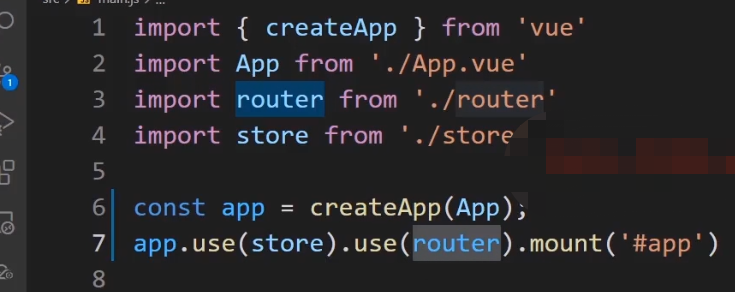 src > main.js > ...
1 import { createApp } from 'vue'
2 import App from './App.vue'
3 import router from './router'
4 import store from './store
5
6 const app = createApp(App);
7 app.use(store).use(router).mount('#app')
8
1